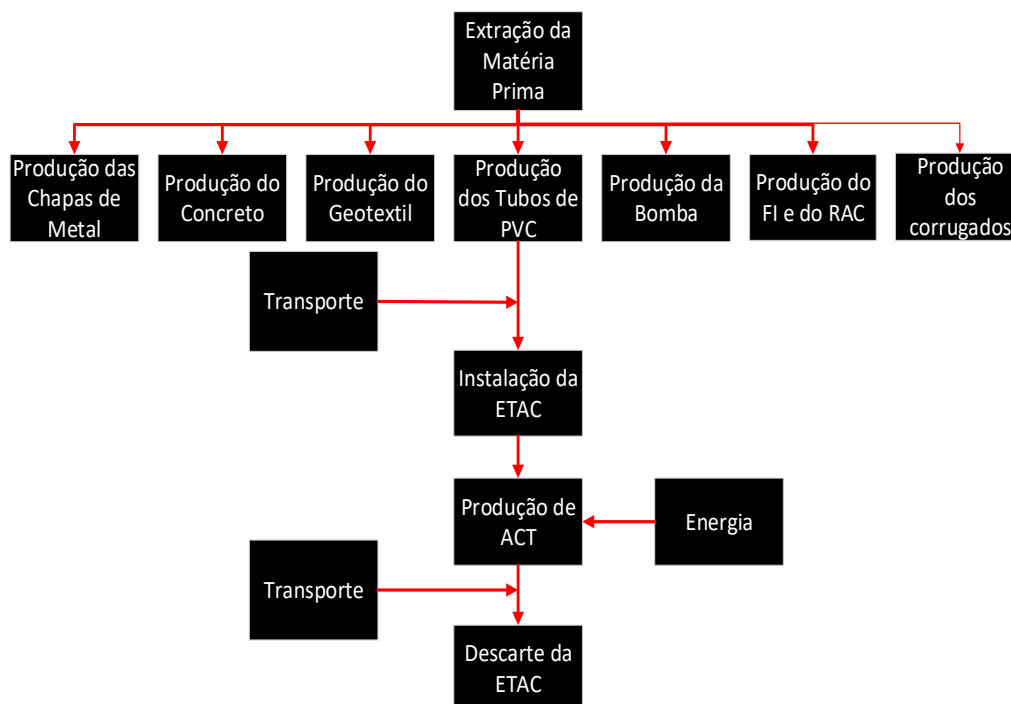 Extração da
Matéria
Prima
Produção das
Chapas de
Metal
Produção do
Concreto
Produção do
Geotextil
Produção
dos Tubos de
PVC
Produção da
Bomba
Produção do
FI e do RAC
Produção
dos
corrugados
Transporte
Instalação da
ETAC
Produção de
ACT
Energia
Transporte
Descarte da
ETAC